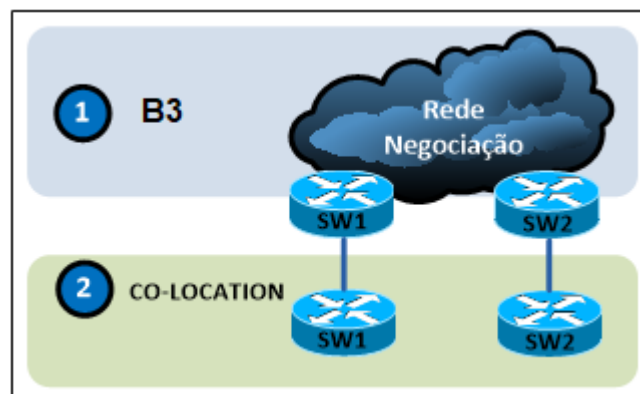 1
B3
Rede
Negociação
SW1
SW2
2
CO-LOCATION
SW1
SW2